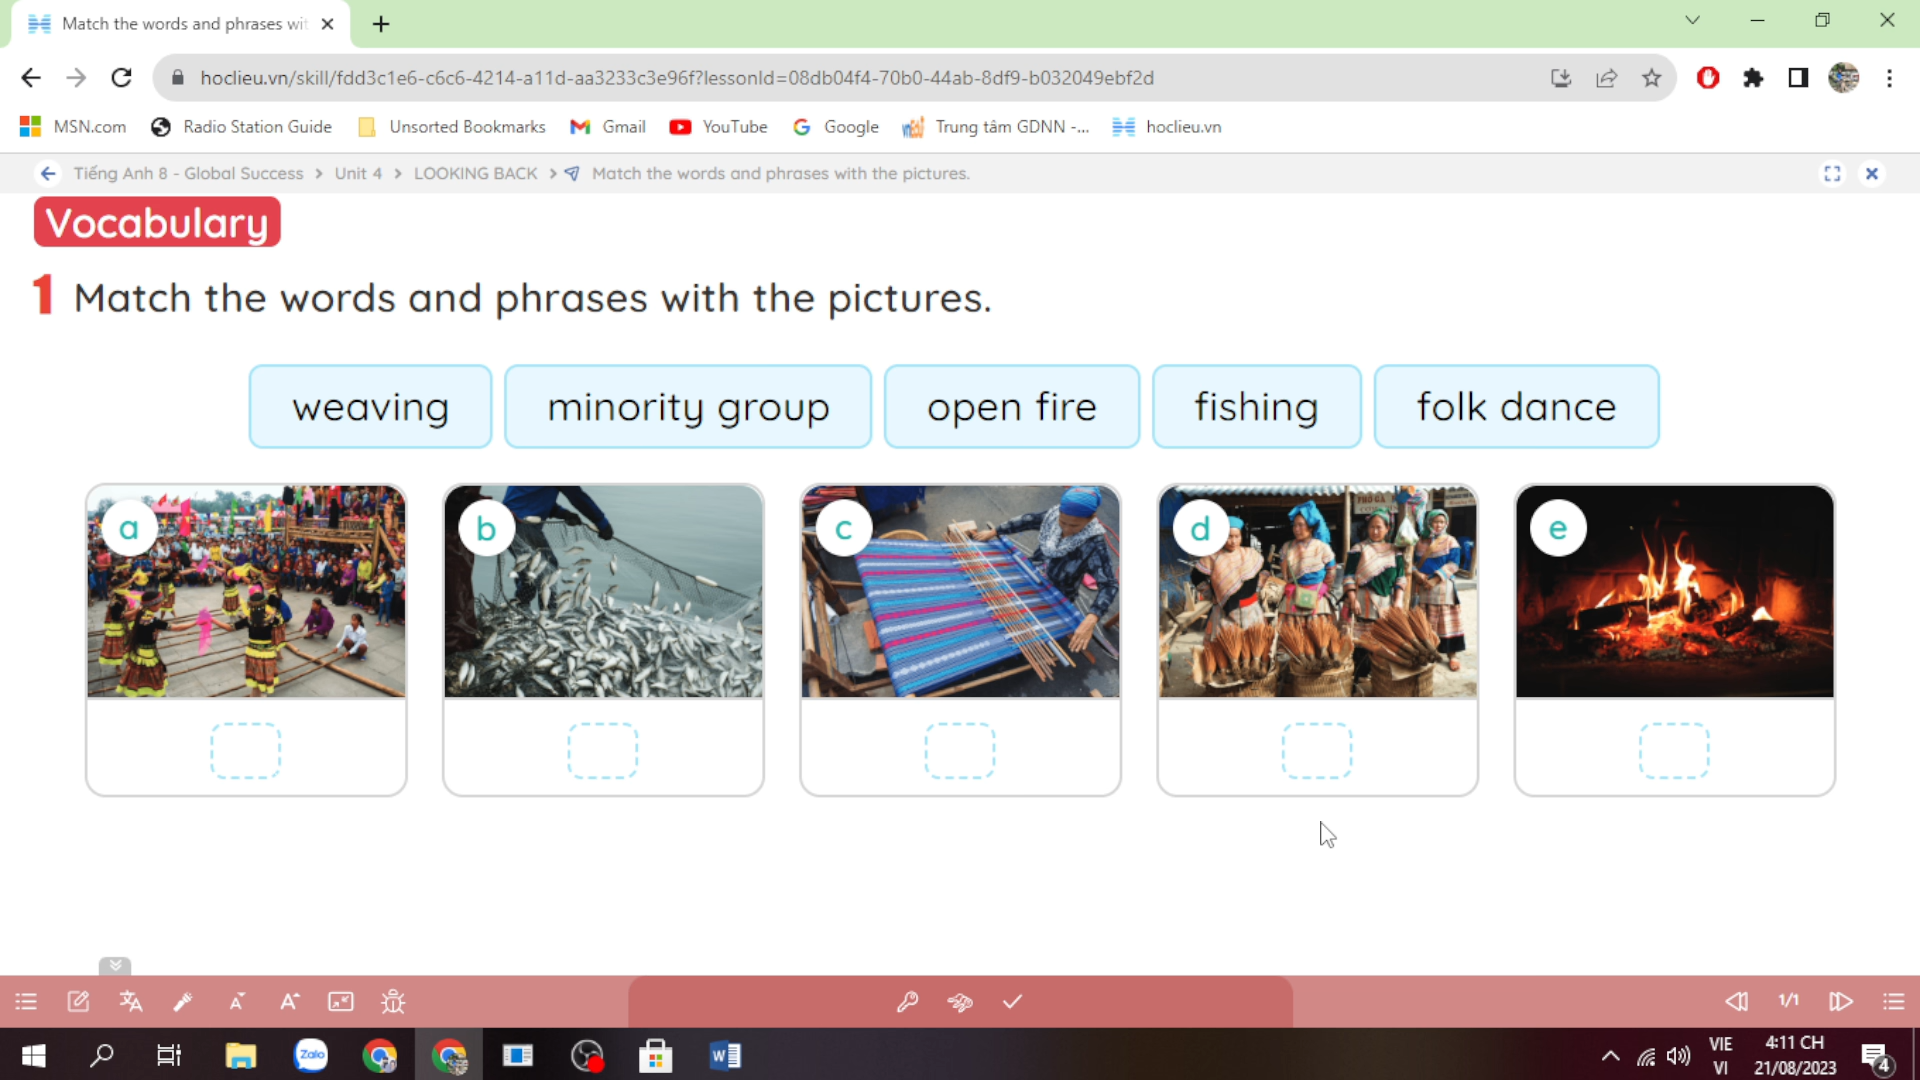 Match the words and phrases wit
hoclieu.vn/skill/fdd3c1e6-c6c6-4214-a11d-aa3233c3e96f?lessonId=08db04f4-70b0-44ab-8df9-b032049ebf2d
MSN.com Radio Station Guide Unsorted Bookmarks Gmail YouTube Google Trung tâm GDNN -... hoclieu.vn
Tiếng Anh 8 - Global Success > Unit 4 > LOOKING BACK > Match the words and phrases with the pictures.
Vocabulary
1 Match the words and phrases with the pictures.
weaving minority group open fire fishing folk dance
a b c d e
1/1
Zalo
VIE
VI
4:11 CH
21/08/2023
4